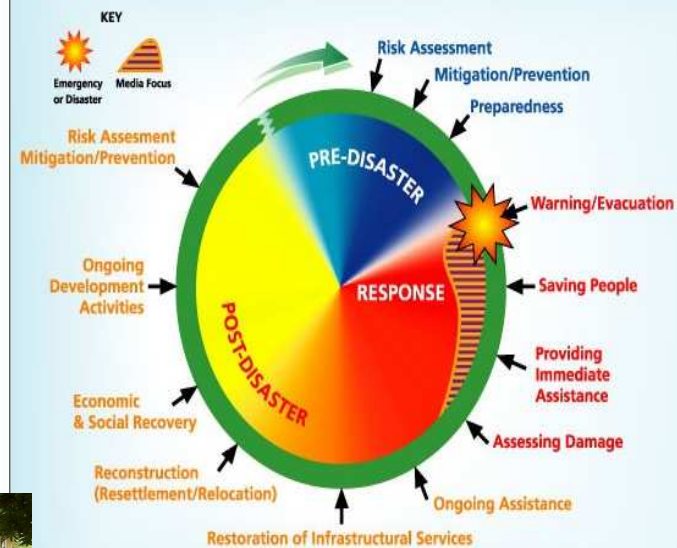 KEY
Emergency
or Disaster
Media Focus
Risk Assessment
Mitigation/Prevention
Preparedness
PRE-DISASTER
Warning/Evacuation
RESPONSE
Saving People
Providing
Immediate
Assistance
Assessing Damage
Ongoing Assistance
Restoration of Infrastructural Services
Reconstruction
(Resettlement/Relocation)
Economic
& Social Recovery
POST-DISASTER
Ongoing
Development
Activities
Risk Assesment
Mitigation/Prevention